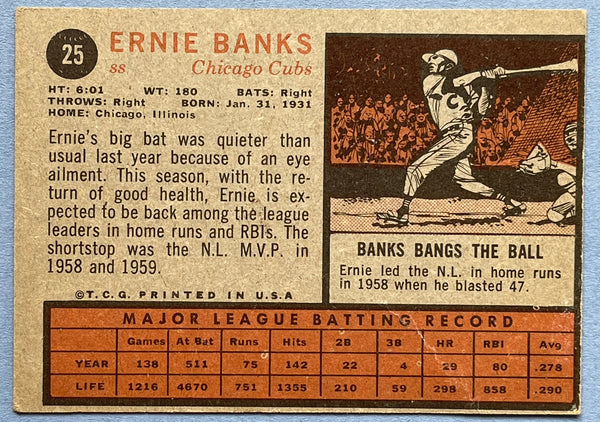 25
ERNIE BANKS
ss Chicago Cubs
HT: 6:01 WT: 180 BATS: Right
THROWS: Right BORN: Jan. 31, 1931
HOME: Chicago, Illinois
Ernie's big bat was quieter than
usual last year because of an eye
ailment. This season, with the re-
turn of good health, Ernie is ex-
pected to be back among the league
leaders in home runs and RBIs. The
shortstop was the N.L. M.V.P. in
1958 and 1959.
©T.C.G. PRINTED IN U.S.A
C
BANKS BANGS THE BALL
Ernie led the N.L. in home runs
in 1958 when he blasted 47.
MAJOR LEAGUE BATTING RECORD
Games At Bat Runs Hits 2B 3B HR RBI Avg
YEAR 138 511 75 142 22 4 29 80 .278
LIFE 1216 4670 751 1355 210 59 298 858 .290